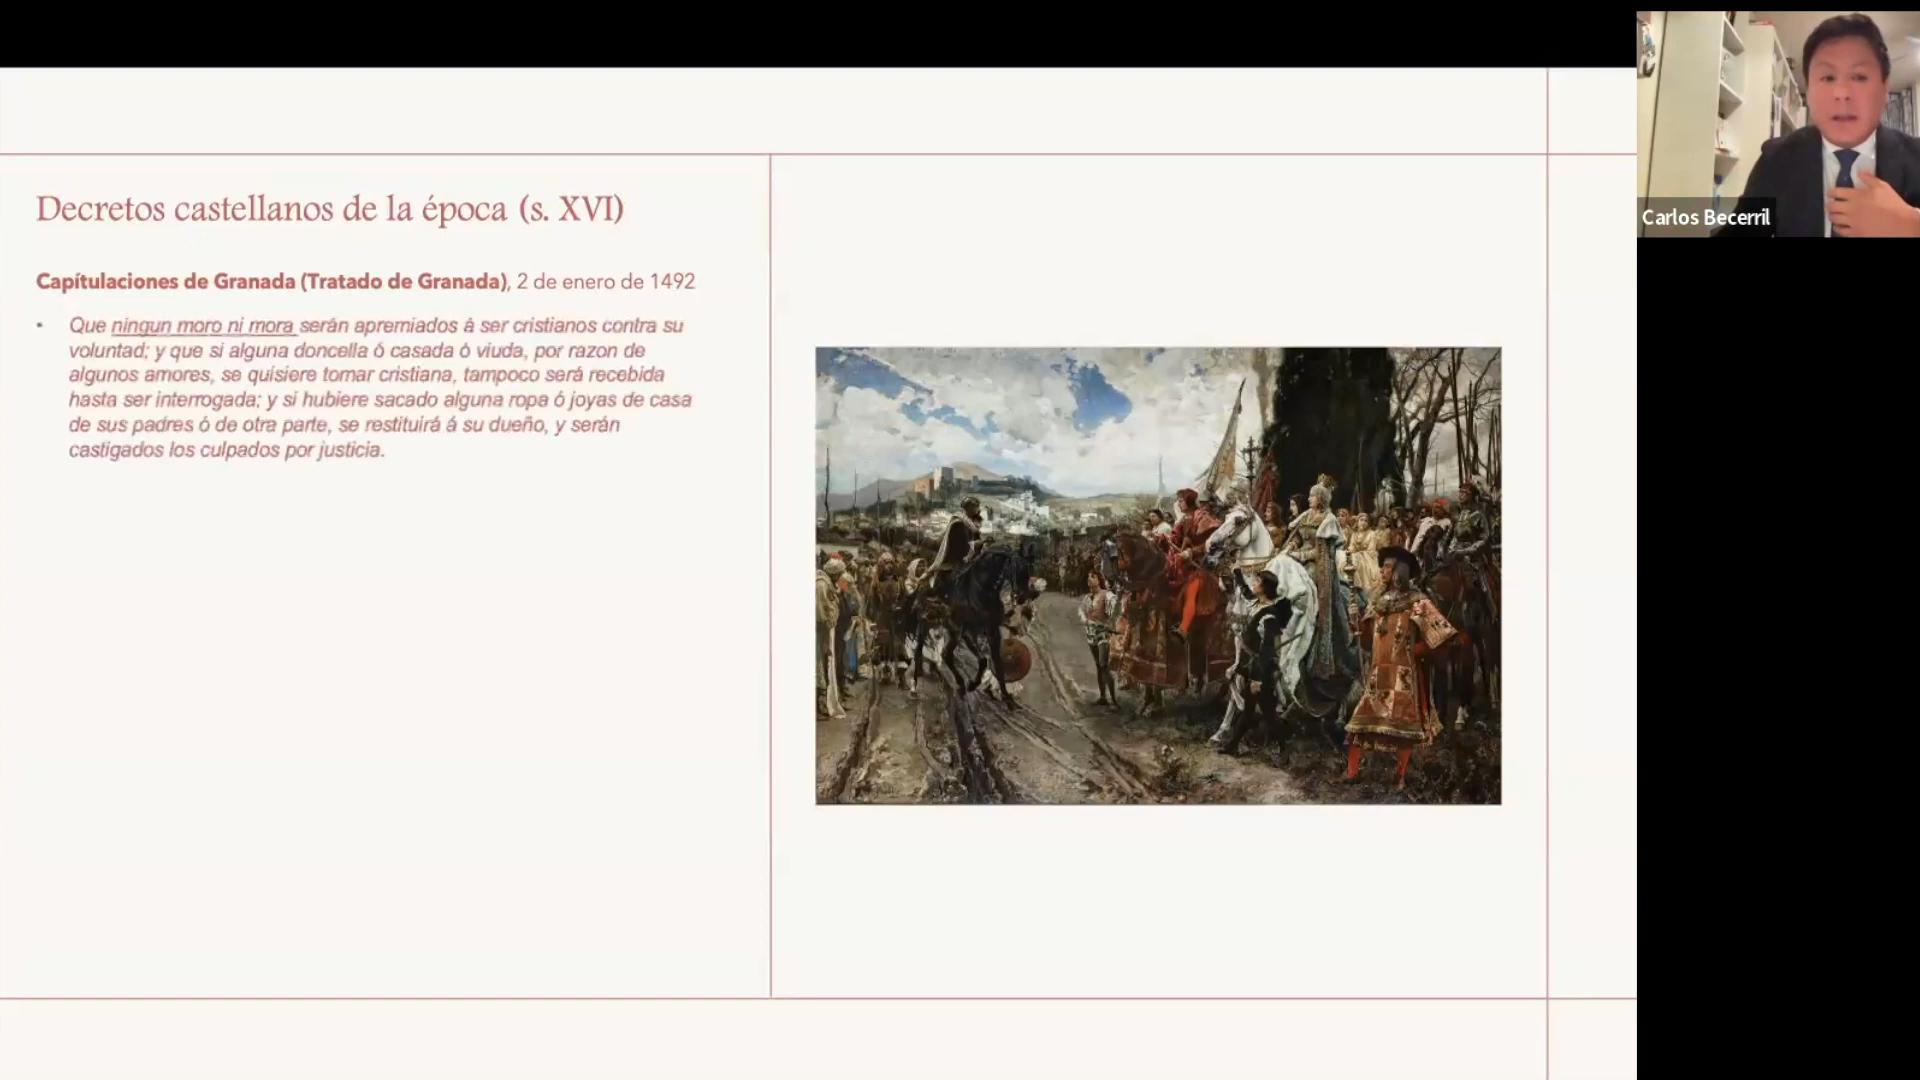 Decretos castellanos de la época (s. XVI)
Capítulaciones de Granada (Tratado de Granada), 2 de enero de 1492
• Que ningun moro ni mora serán apremiados á ser cristianos contra su
voluntad; y que si alguna doncella ó casada ó viuda, por razon de
algunos amores, se quisiere tornar cristiana, tampoco será recebida
hasta ser interrogada; y si hubiere sacado alguna ropa ó joyas de casa
de sus padres ó de otra parte, se restituirá á su dueño, y serán
castigados los culpados por justicia.
Carlos Becerril